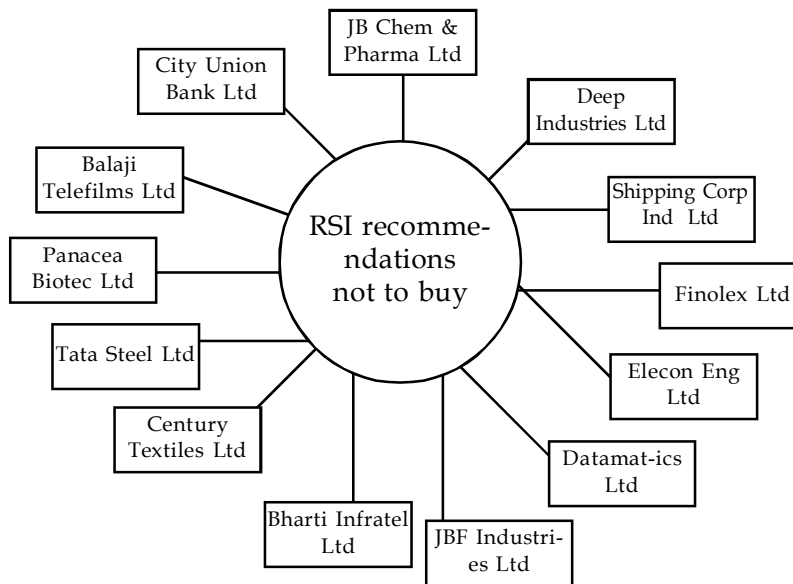 JB Chem &
Pharma Ltd
City Union
Bank Ltd
Deep
Industries Ltd
Balaji
Telefilms Ltd
Shipping Corp
Ind Ltd
RSI recomme-
ndations
not to buy
Panacea
Biotec Ltd
Finolex Ltd
Tata Steel Ltd
Elecon Eng
Ltd
Century
Textiles Ltd
Datamat-ics
Ltd
Bharti Infratel
Ltd
JBF Industri-
es Ltd